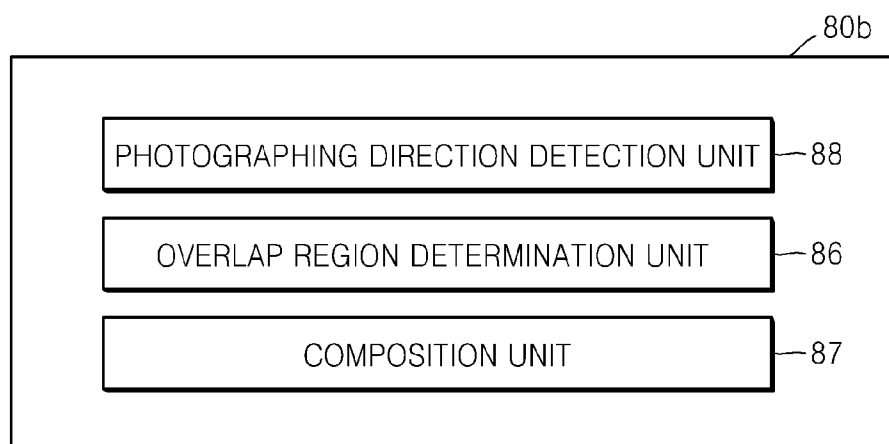 80b
PHOTOGRAPHING DIRECTION DETECTION UNIT 88
OVERLAP REGION DETERMINATION UNIT 86
COMPOSITION UNIT 87